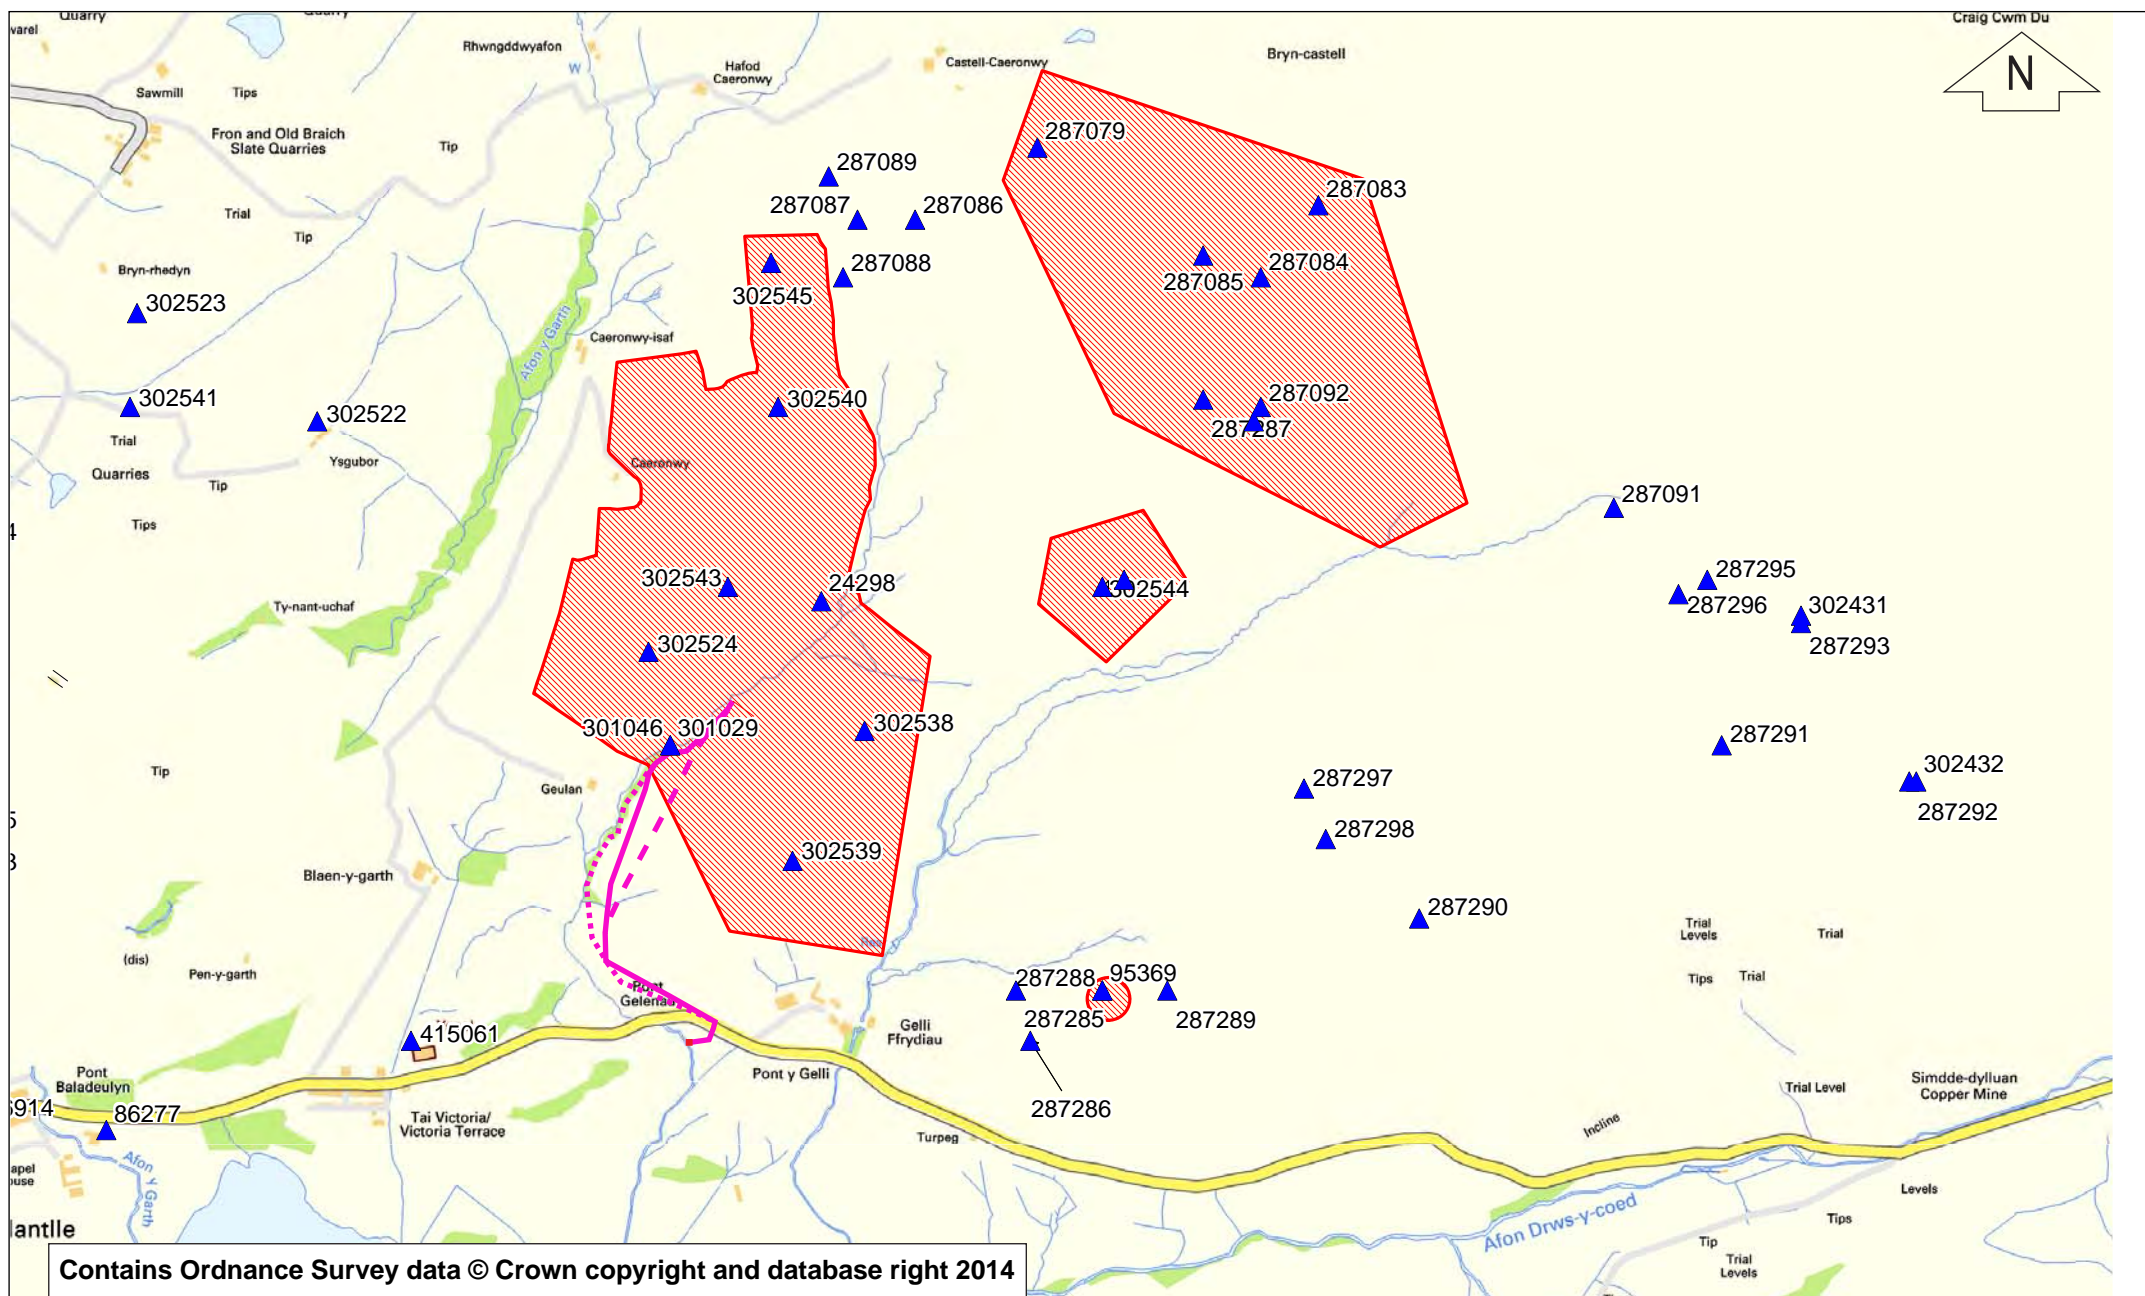 Quarry
Quarry
Craig Cwm Du
Rhwngddwyafon
Bryn-castell
W
Hafod
Caeronwy
Castell-Caeronwy
N
Sawmill
Tips
Fron and Old Braich
Slate Quarries
Tip
287079
287089
287083
287087
287086
Trial
Tip
Bryn-rhedyn
287088
287084
302545
287085
302523
Afon y Garth
Caeronwy-isaf
302541
302540
287092
302522
287287
Trial
Ysgubor
Caeronwy
Quarries
Tip
287091
Tips
302543
24298
302544
287295
287296
302431
Ty-nant-uchaf
302524
287293
301046
301029
302538
287291
302432
Tip
Geulan
287297
287292
287298
302539
Blaen-y-garth
287290
Trial
Levels
Trial
Res
(dis)
Pen-y-garth
287288
95369
Tips
Trial
Pont
Gelenau
287285
287289
415061
Gelli
Ffrydiau
Pont
Baladeulyn
Pont y Gelli
Simdde-dylluan
Copper Mine
Trial Level
86277
287286
Tai Victoria/
Victoria Terrace
Incline
Turpeg
Afon y Garth
Levels
Afon Drws-y-coed
Tips
Tip
Trial
Levels
Contains Ordnance Survey data © Crown copyright and database right 2014